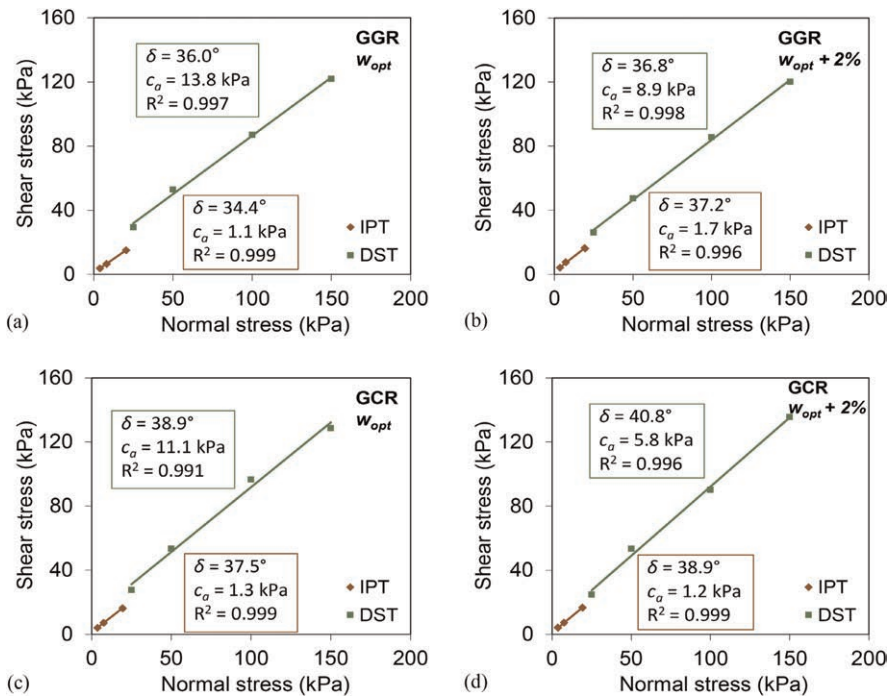 160
120
80
40
0
Shear stress (kPa)
δ = 36.0°
cₐ = 13.8 kPa
R² = 0.997
GGR
w_opt
δ = 34.4°
cₐ = 1.1 kPa
R² = 0.999
IPT
DST
0 50 100 150 200
Normal stress (kPa)
(a)
160
120
80
40
0
Shear stress (kPa)
δ = 36.8°
cₐ = 8.9 kPa
R² = 0.998
GGR
w_opt + 2%
δ = 37.2°
cₐ = 1.7 kPa
R² = 0.996
IPT
DST
0 50 100 150 200
Normal stress (kPa)
(b)
160
120
80
40
0
Shear stress (kPa)
δ = 38.9°
cₐ = 11.1 kPa
R² = 0.991
GCR
w_opt
δ = 37.5°
cₐ = 1.3 kPa
R² = 0.999
IPT
DST
0 50 100 150 200
Normal stress (kPa)
(c)
160
120
80
40
0
Shear stress (kPa)
δ = 40.8°
cₐ = 5.8 kPa
R² = 0.996
GCR
w_opt + 2%
δ = 38.9°
cₐ = 1.2 kPa
R² = 0.999
IPT
DST
0 50 100 150 200
Normal stress (kPa)
(d)